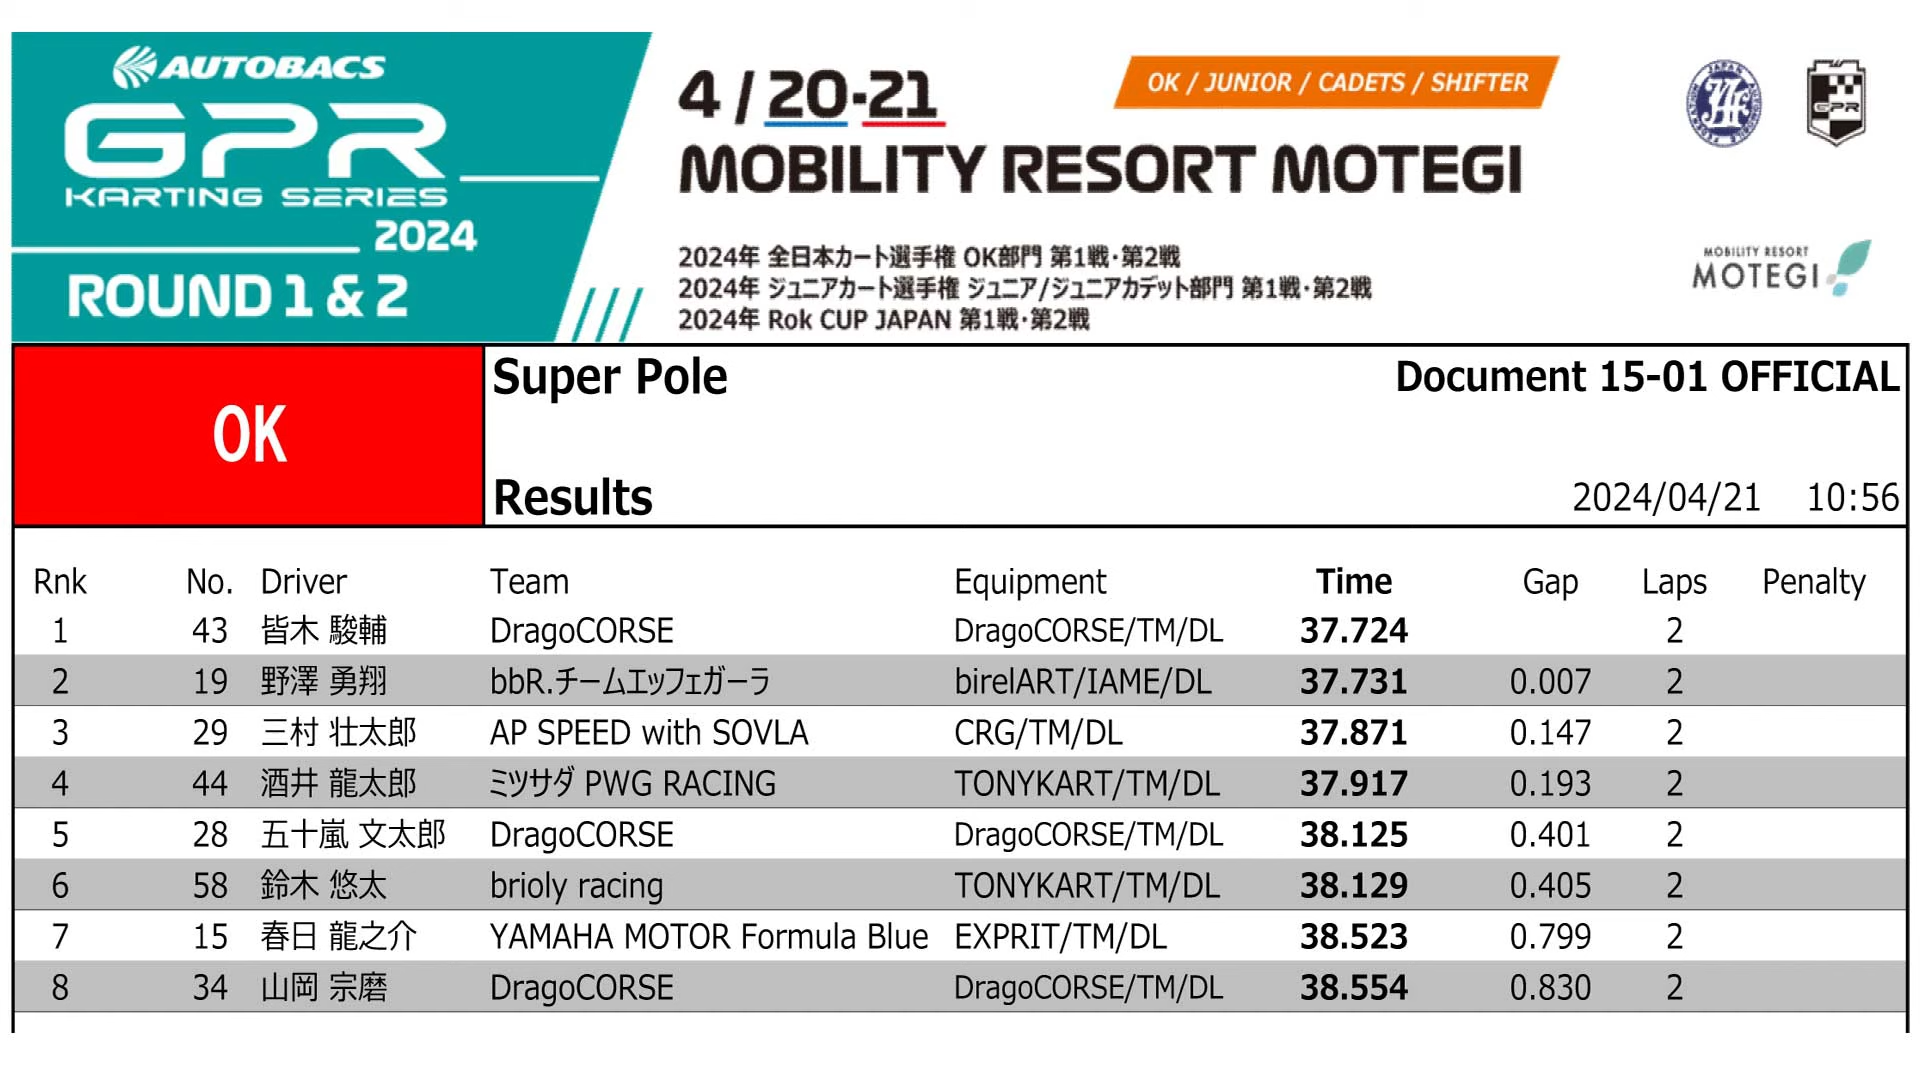 AUTOBACS
GPR
KARTING SERIES
2024
ROUND 1 & 2
4 / 20-21
OK / JUNIOR / CADETS / SHIFTER
MOBILITY RESORT MOTEGI
2024年 全日本カート選手権 OK部門 第1戦・第2戦
2024年 ジュニアカート選手権 ジュニア/ジュニアカデット部門 第1戦・第2戦
2024年 Rok CUP JAPAN 第1戦・第2戦
JAPAN
JAF
GPR
MOBILITY RESORT
MOTEGI
OK
Super Pole
Document 15-01 OFFICIAL
Results
2024/04/21 10:56
Rnk No. Driver Team Equipment Time Gap Laps Penalty
1 43 皆木 駿輔 DragoCORSE DragoCORSE/TM/DL 37.724 2
2 19 野澤 勇翔 bbR.チームエッフェガーラ birelART/IAME/DL 37.731 0.007 2
3 29 三村 壮太郎 AP SPEED with SOVLA CRG/TM/DL 37.871 0.147 2
4 44 酒井 龍太郎 ミツサダ PWG RACING TONYKART/TM/DL 37.917 0.193 2
5 28 五十嵐 文太郎 DragoCORSE DragoCORSE/TM/DL 38.125 0.401 2
6 58 鈴木 悠太 brioly racing TONYKART/TM/DL 38.129 0.405 2
7 15 春日 龍之介 YAMAHA MOTOR Formula Blue EXPRIT/TM/DL 38.523 0.799 2
8 34 山岡 宗磨 DragoCORSE DragoCORSE/TM/DL 38.554 0.830 2